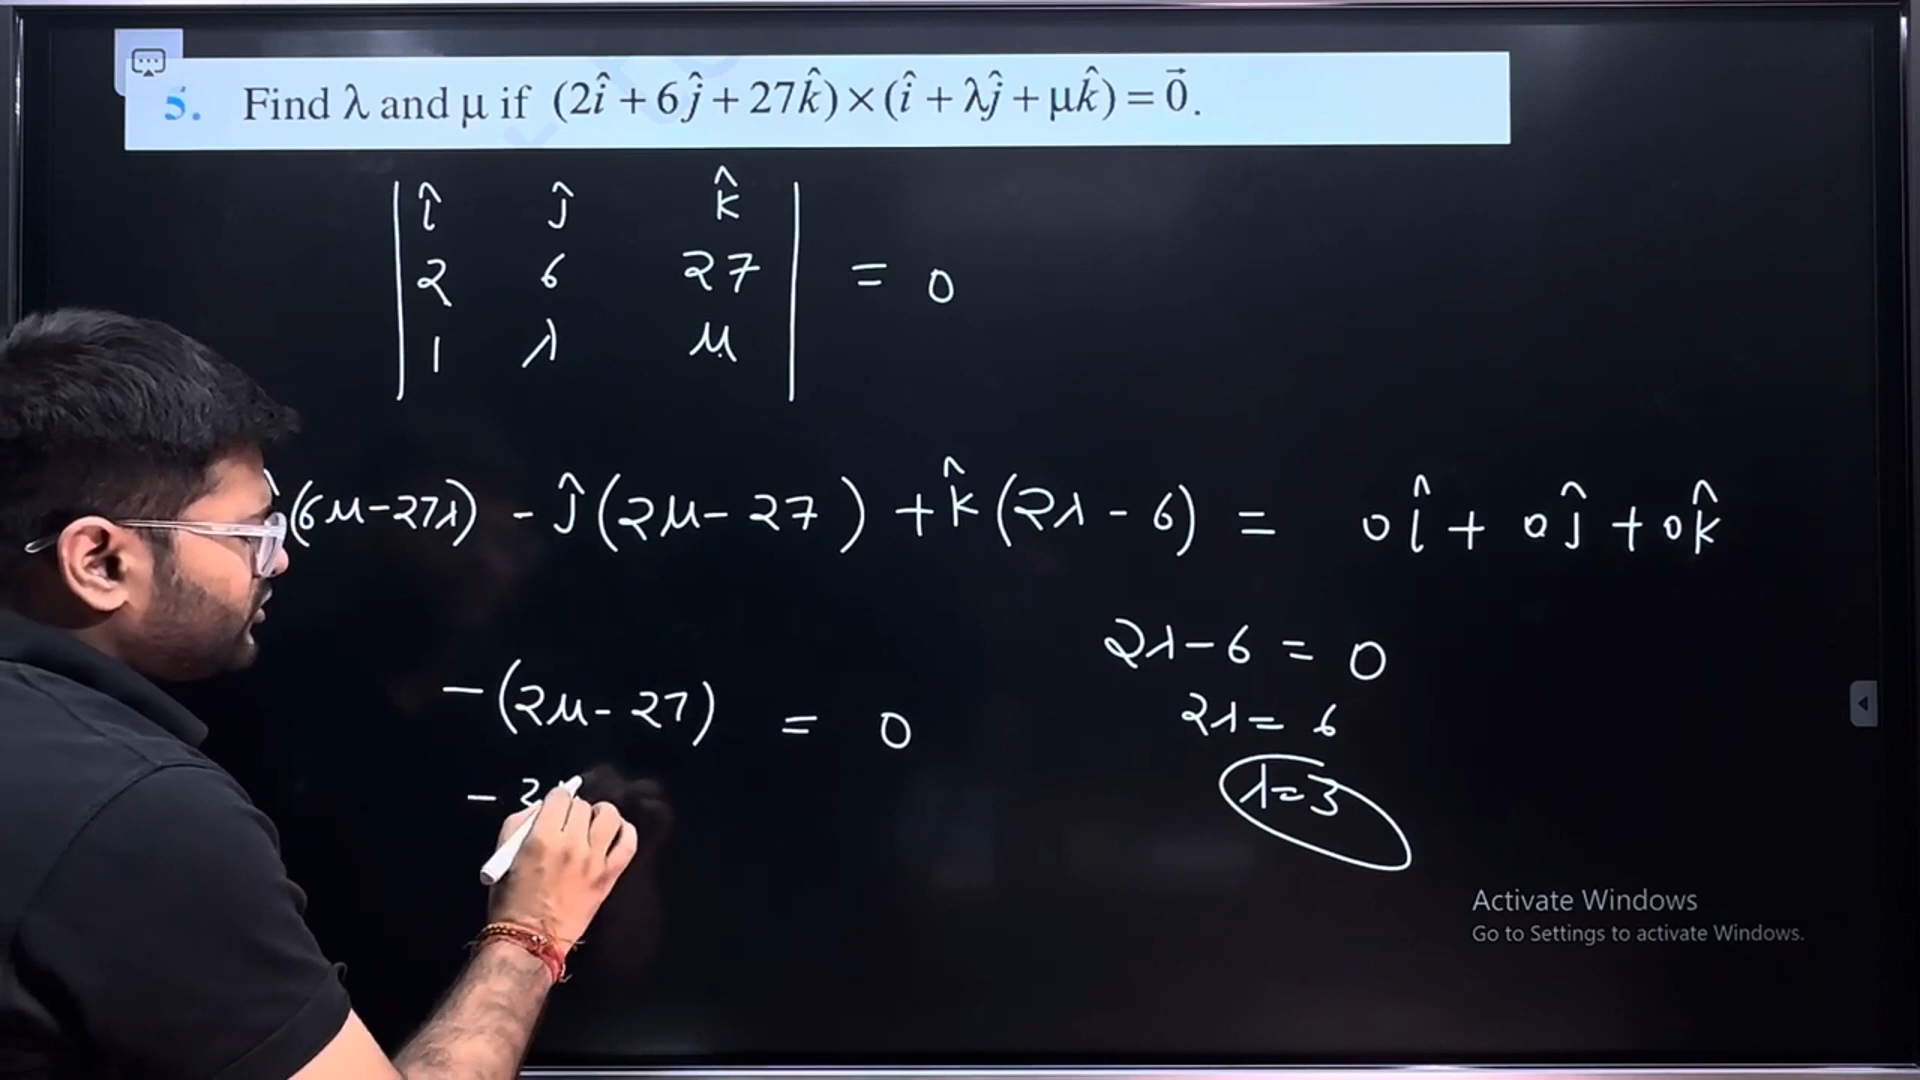 5. Find λ and μ if (2î + 6ĵ + 27k̂) × (î + λĵ + μk̂) = 0⃗.
| î ĵ k̂ |
| 2 6 27 | = 0
| 1 λ μ |
(6μ - 27λ) - ĵ (2μ - 27) + k̂ (2λ - 6) = 0î + 0ĵ + 0k̂
- (2μ - 27) = 0
- 2
2λ - 6 = 0
2λ = 6
λ = 3
Activate Windows
Go to Settings to activate Windows.